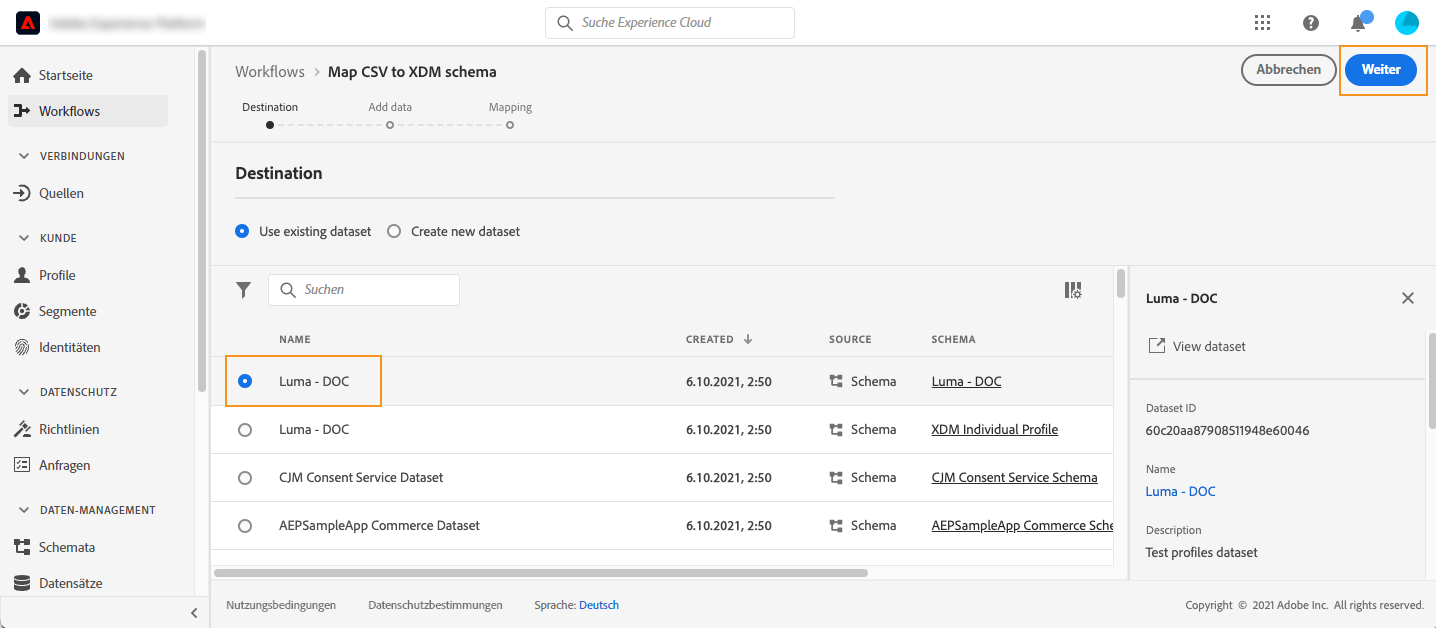 Suche Experience Cloud
Startseite
Workflows
VERBINDUNGEN
Quellen
KUNDE
Profile
Segmente
Identitäten
DATENSCHUTZ
Richtlinien
Anfragen
DATEN-MANAGEMENT
Schemata
Datensätze
Workflows > Map CSV to XDM schema
Abbrechen
Weiter
Destination Add data Mapping
Destination
Use existing dataset Create new dataset
Suchen
NAME CREATED SOURCE SCHEMA
Luma - DOC 6.10.2021, 2:50 Schema Luma - DOC
Luma - DOC 6.10.2021, 2:50 Schema XDM Individual Profile
CJM Consent Service Dataset 6.10.2021, 2:50 Schema CJM Consent Service Schema
AEPSampleApp Commerce Dataset 6.10.2021, 2:50 Schema AEPSampleApp Commerce Sche
Luma - DOC
View dataset
Dataset ID
60c20aa87908511948e60046
Name
Luma - DOC
Description
Test profiles dataset
Nutzungsbedingungen Datenschutzbestimmungen Sprache: Deutsch
Copyright © 2021 Adobe Inc. All rights reserved.